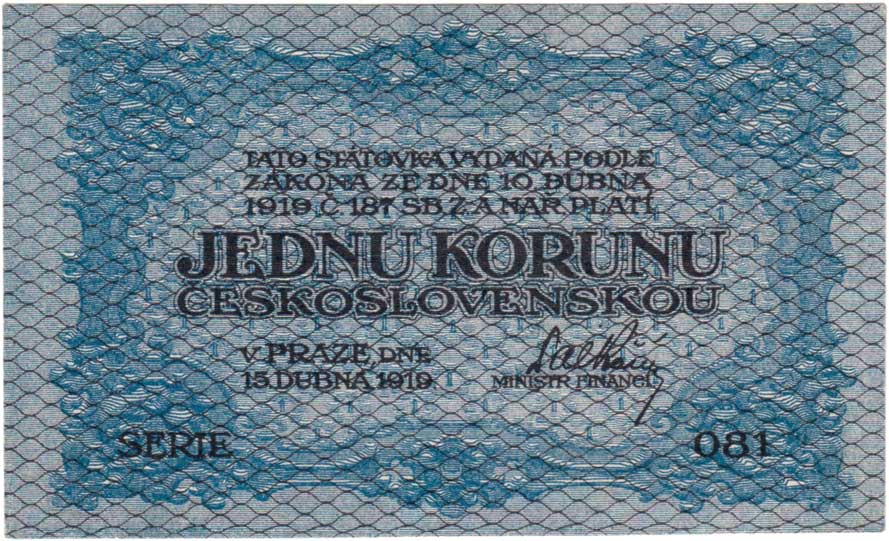 TATO STÁTOVKA VYDANÁ PODLE
ZÁKONA ZE DNE 10. DUBNA
1919 Č. 187 SB. Z. A NAR. PLATÍ
JEDNU KORUNU
ČESKOSLOVENSKOU
V PRAZE, DNE
15. DUBNA 1919.
MINISTR FINANCÍ
SERIE 081